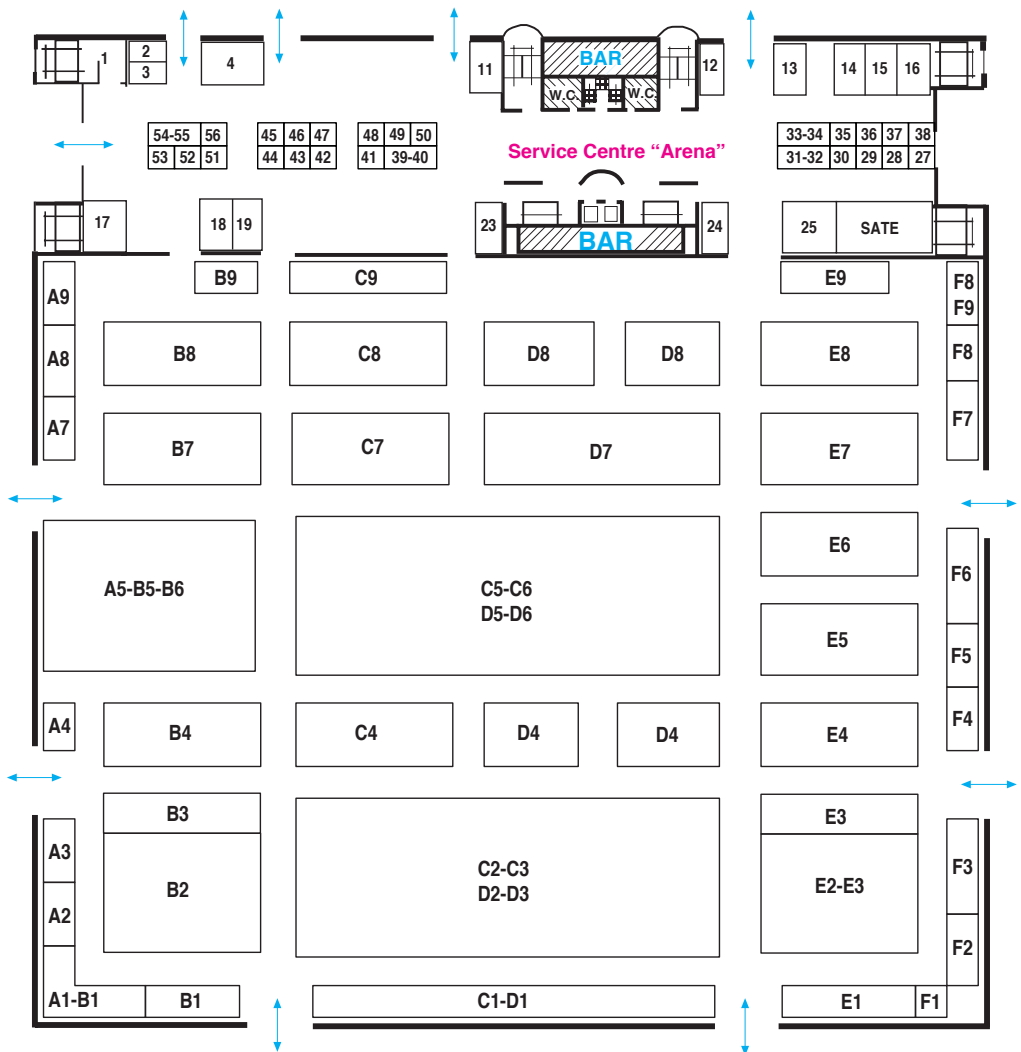 1
2
3
4
11
BAR
12
13
14 15 16
W.C. W.C.
54-55 56
53 52 51
45 46 47
44 43 42
48 49 50
41 39-40
Service Centre “Arena”
33-34 35 36 37 38
31-32 30 29 28 27
17
18 19
23
BAR
24
25
SATE
A9
B9
C9
E9
F8
F9
A8
B8
C8
D8
D8
E8
F8
A7
B7
C7
D7
E7
F7
A5-B5-B6
C5-C6
D5-D6
E6
F6
E5
F5
A4
B4
C4
D4
D4
E4
F4
A3
B3
E3
F3
A2
B2
C2-C3
D2-D3
E2-E3
F2
A1-B1
B1
C1-D1
E1
F1